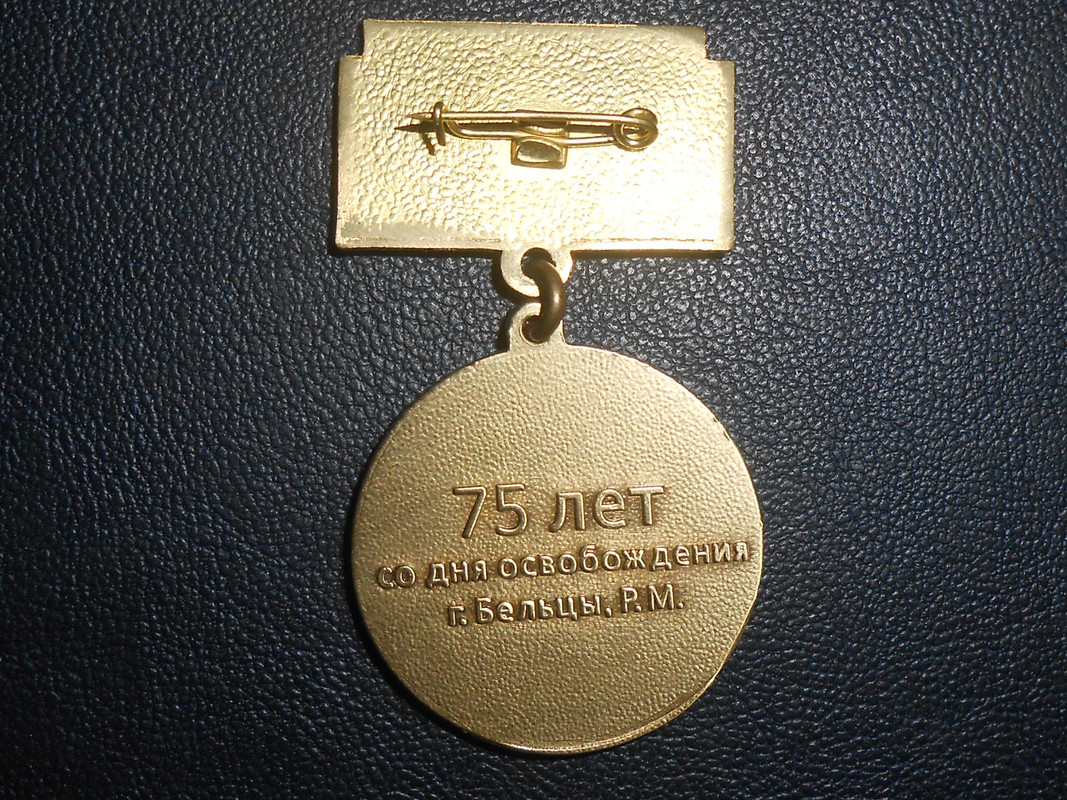 75 лет
со дня освобождения
г. Бельцы, Р.М.